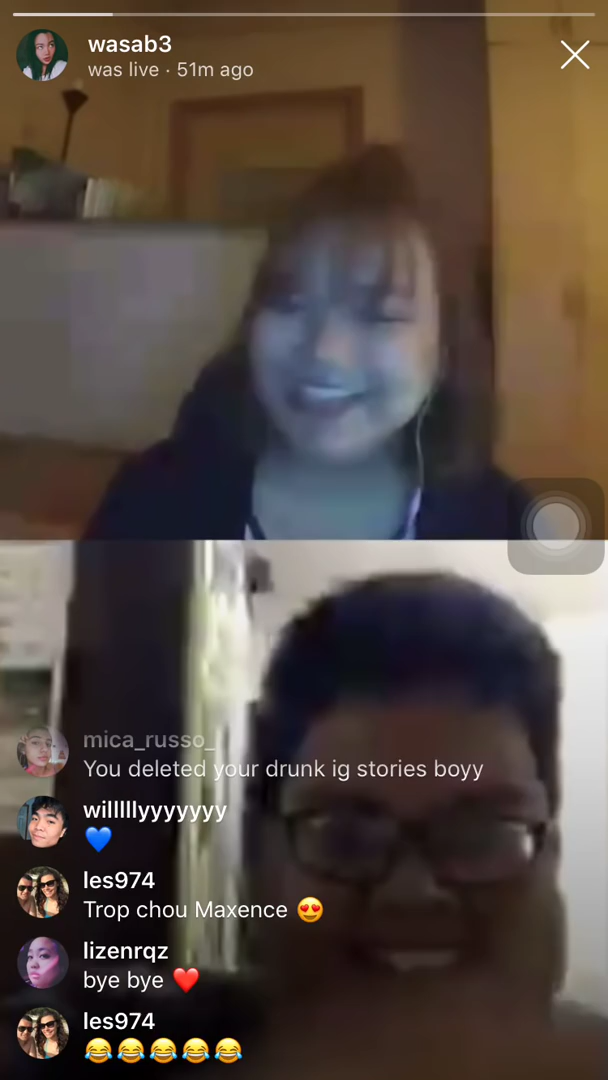 wasab3
was live · 51m ago
mica_russo_
You deleted your drunk ig stories boyy
willlllyyyyyyy
💙
les974
Trop chou Maxence 😍
lizenrqz
bye bye ❤️
les974
😂😂😂😂😂